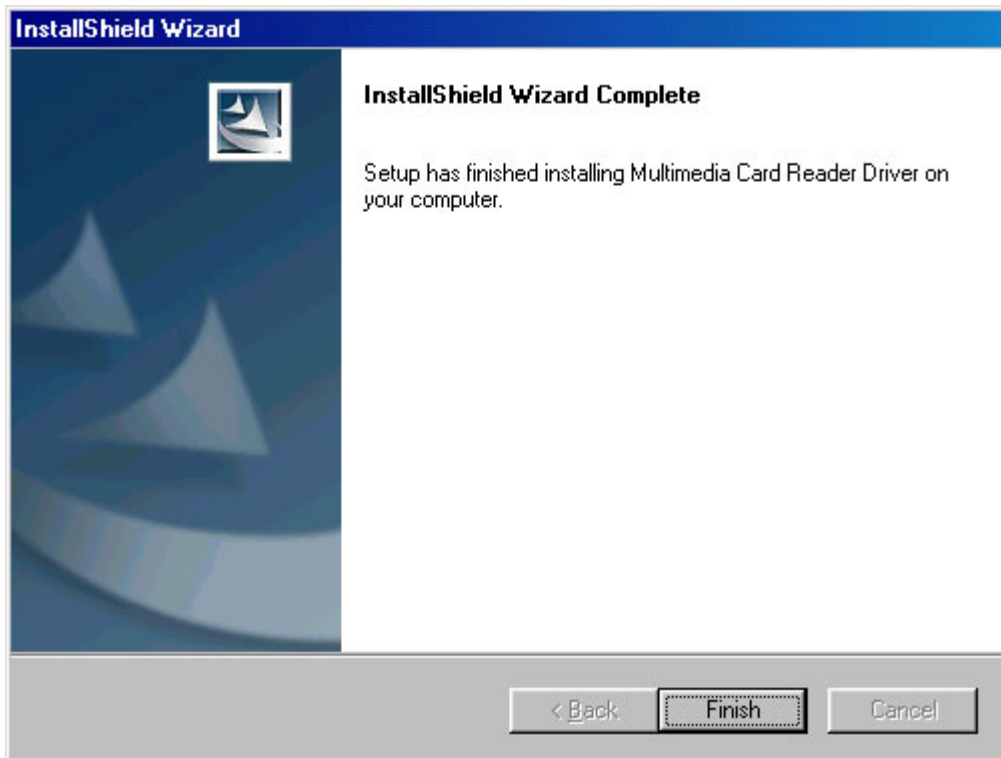 InstallShield Wizard
InstallShield Wizard Complete
Setup has finished installing Multimedia Card Reader Driver on
your computer.
< Back
Finish
Cancel